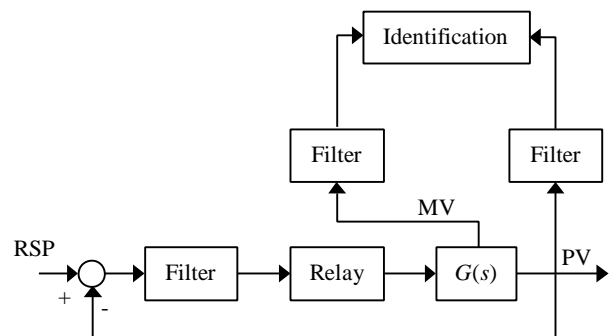 Identification
Filter
Filter
MV
RSP
PV
+
-
Filter
Relay
G(s)